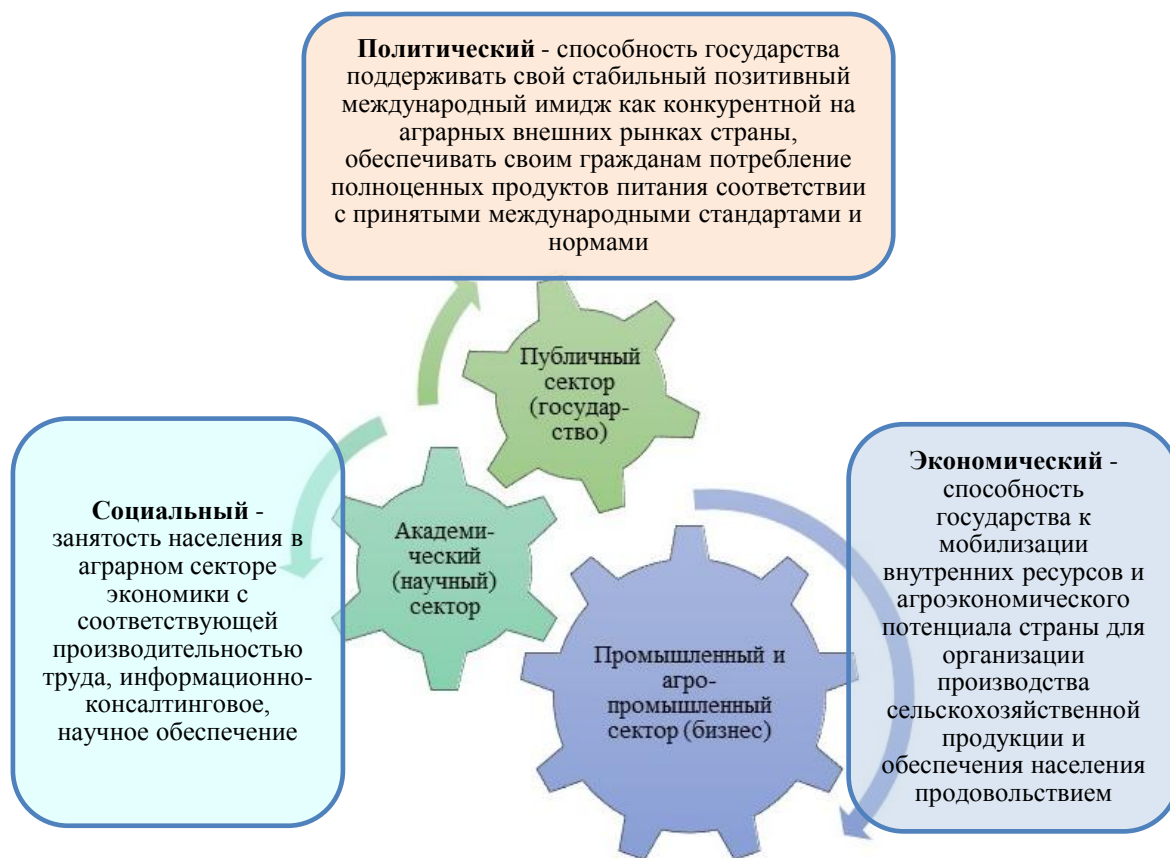 Политический - способность государства
поддерживать свой стабильный позитивный
международный имидж как конкурентной на
аграрных внешних рынках страны,
обеспечивать своим гражданам потребление
полноценных продуктов питания соответствии
с принятыми международными стандартами и
нормами
Публичный
сектор
(государ-
ство)
Социальный -
занятость населения в
аграрном секторе
экономики с
соответствующей
производительностью
труда, информационно-
консалтинговое,
научное обеспечение
Академи-
ческий
(научный)
сектор
Промышленный и
агро-
промышленный
сектор (бизнес)
Экономический -
способность
государства к
мобилизации
внутренних ресурсов и
агроэкономического
потенциала страны для
организации
производства
сельскохозяйственной
продукции и
обеспечения населения
продовольствием